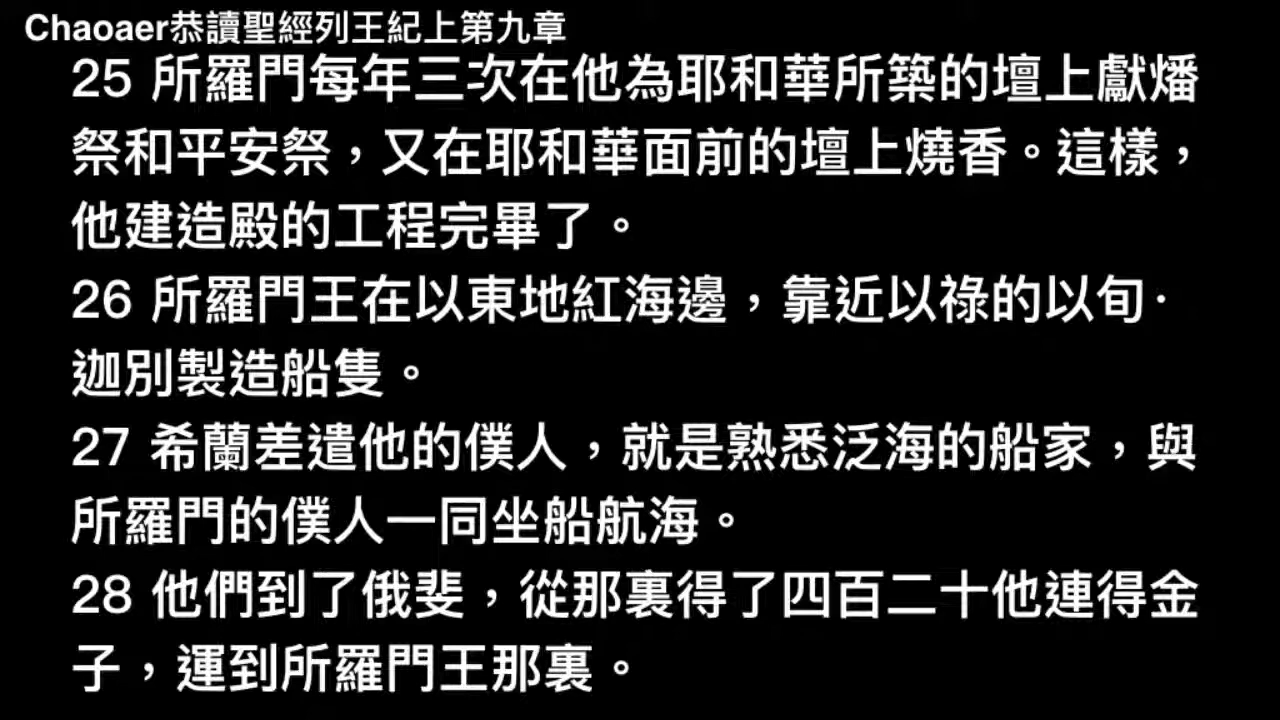 Chaoaer恭讀聖經列王紀上第九章
25 所羅門每年三次在他為耶和華所築的壇上獻燔
祭和平安祭，又在耶和華面前的壇上燒香。這樣，
他建造殿的工程完畢了。
26 所羅門王在以東地紅海邊，靠近以祿的以旬·
迦別製造船隻。
27 希蘭差遣他的僕人，就是熟悉泛海的船家，與
所羅門的僕人一同坐船航海。
28 他們到了俄斐，從那裏得了四百二十他連得金
子，運到所羅門王那裏。